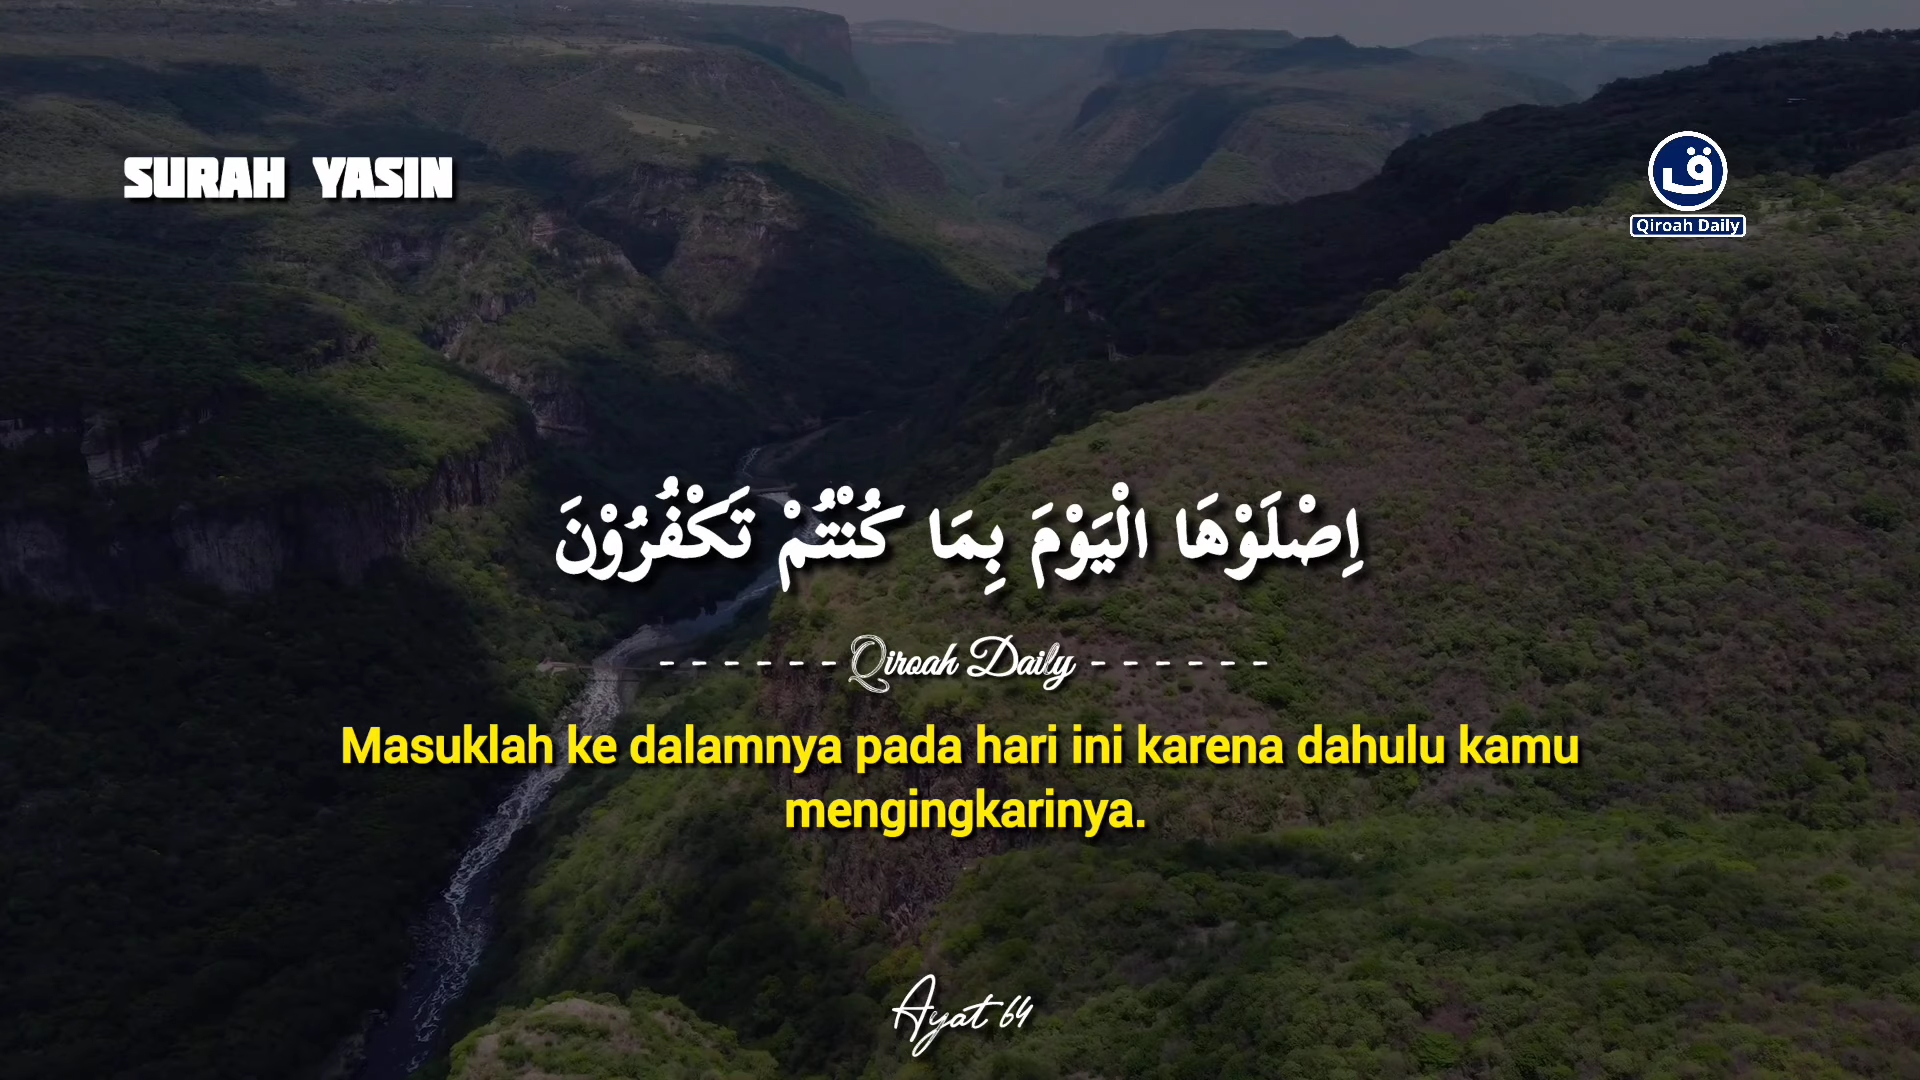 SURAH YASIN
ق
Qiroah Daily
اِصْلَوْهَا الْيَوْمَ بِمَا كُنْتُمْ تَكْفُرُوْنَ
- - - - - - Qiroah Daily - - - - - -
Masuklah ke dalamnya pada hari ini karena dahulu kamu
mengingkarinya.
Ayat 64